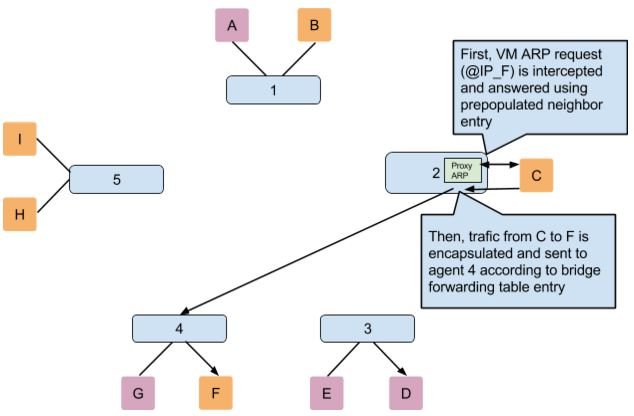 A
B
1
First, VM ARP request
(@IP_F) is intercepted
and answered using
prepopulated neighbor
entry
I
H
5
2
Proxy
ARP
C
Then, trafic from C to F is
encapsulated and sent to
agent 4 according to bridge
forwarding table entry
4
3
G
F
E
D